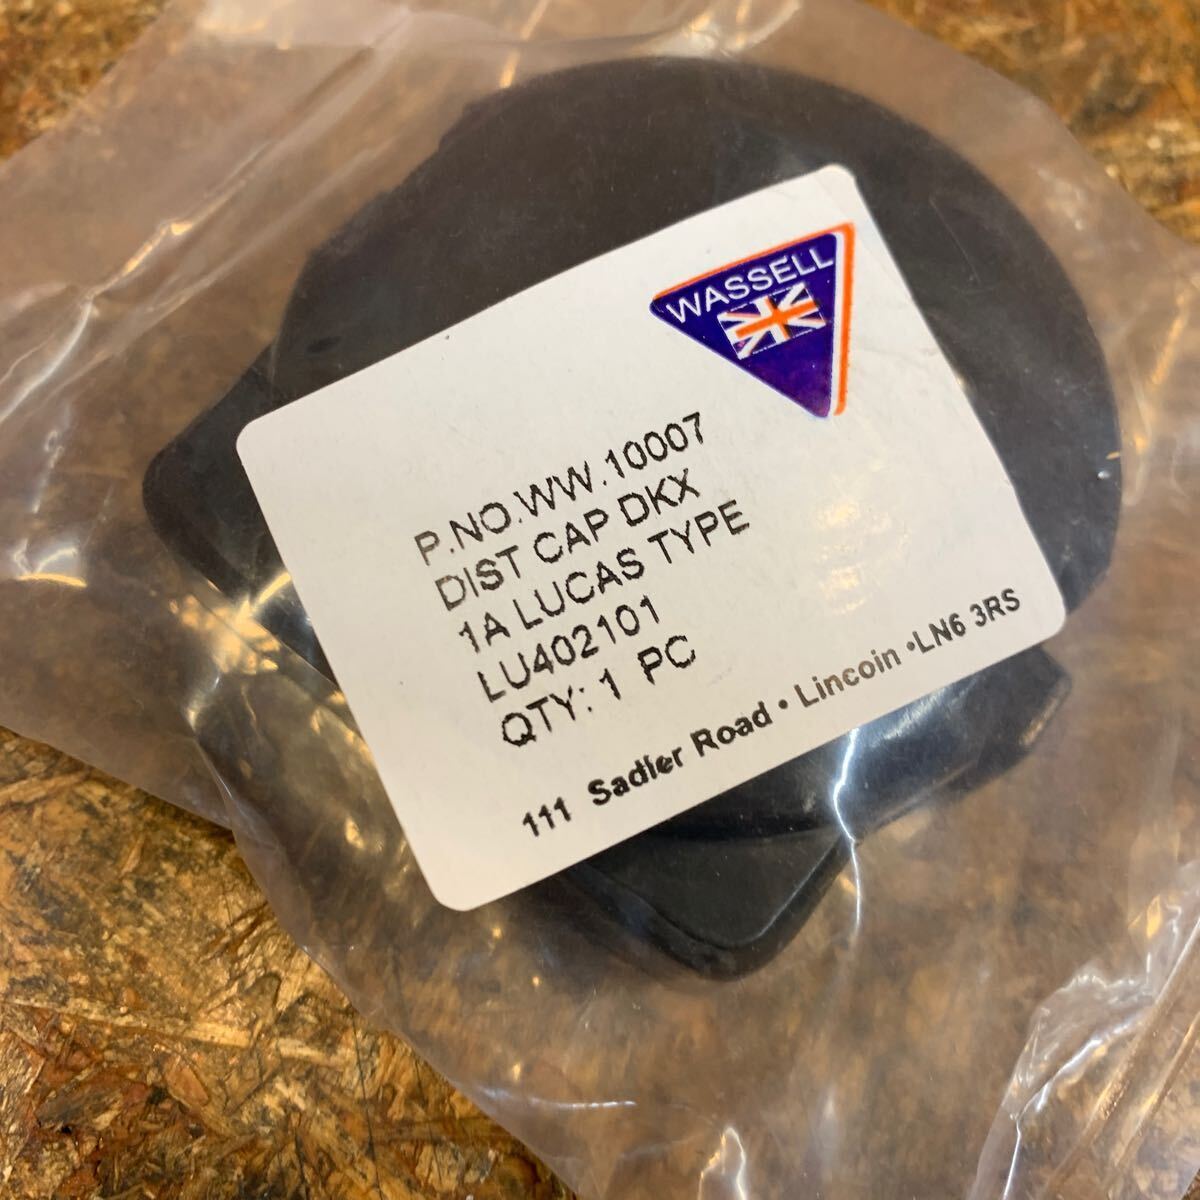 WASSELL
P.NO.WW.10007
DIST CAP DKX
1A LUCAS TYPE
LU402101
QTY: 1 PC
111 Sadler Road • Lincoin •LN6 3RS